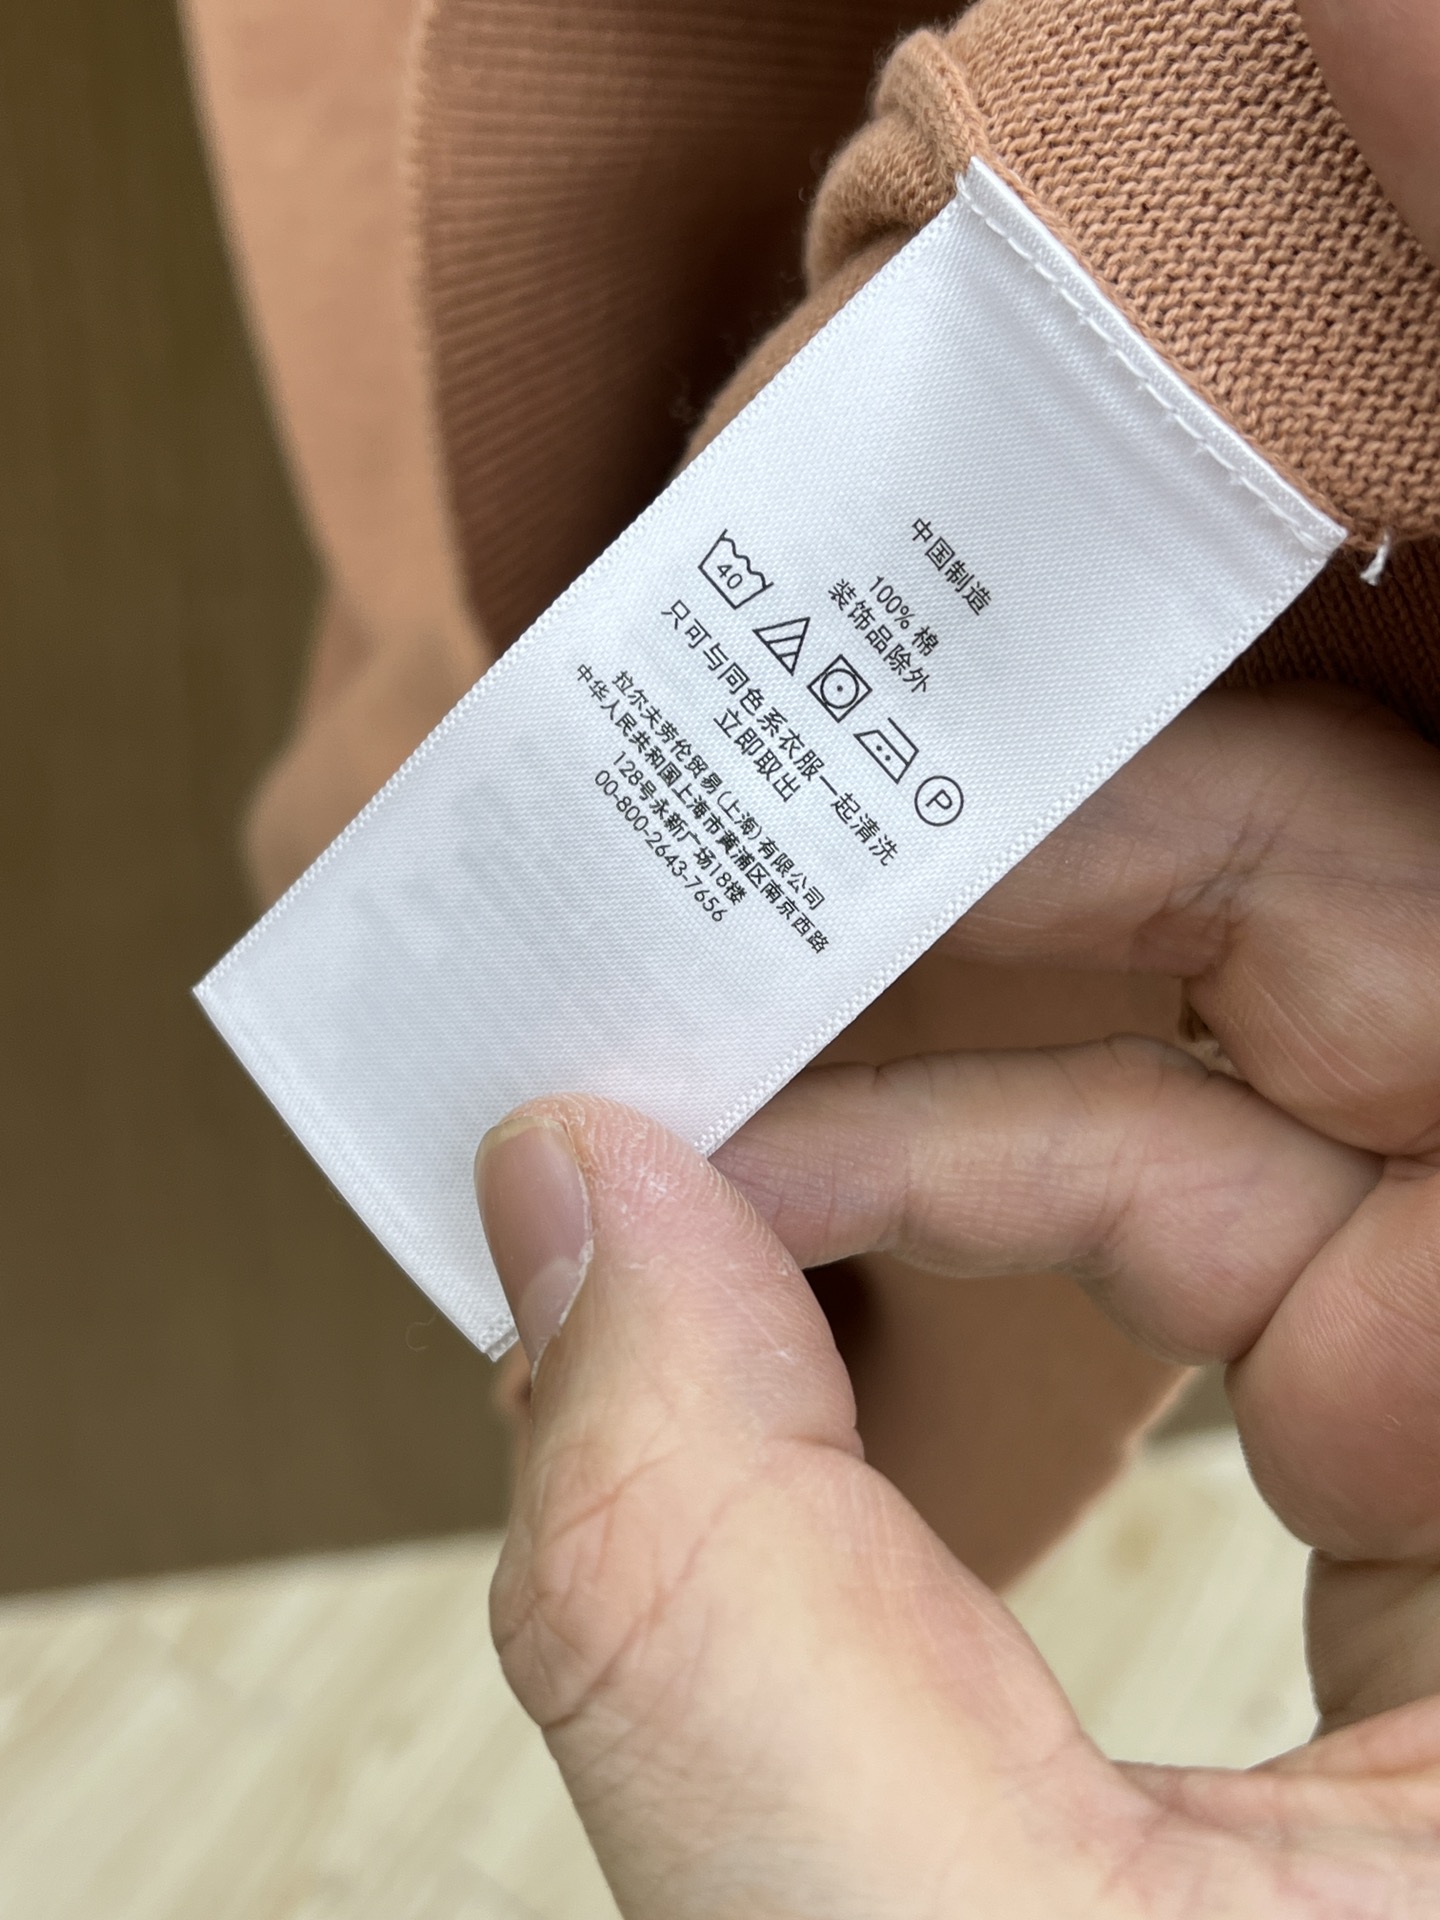 中国制造
100% 棉
装饰品除外
40
P
只可与同色系衣服一起清洗
立即取出
拉尔夫劳伦贸易(上海)有限公司
中华人民共和国上海市黄浦区南京西路
128号永新广场18楼
00-800-2643-7656